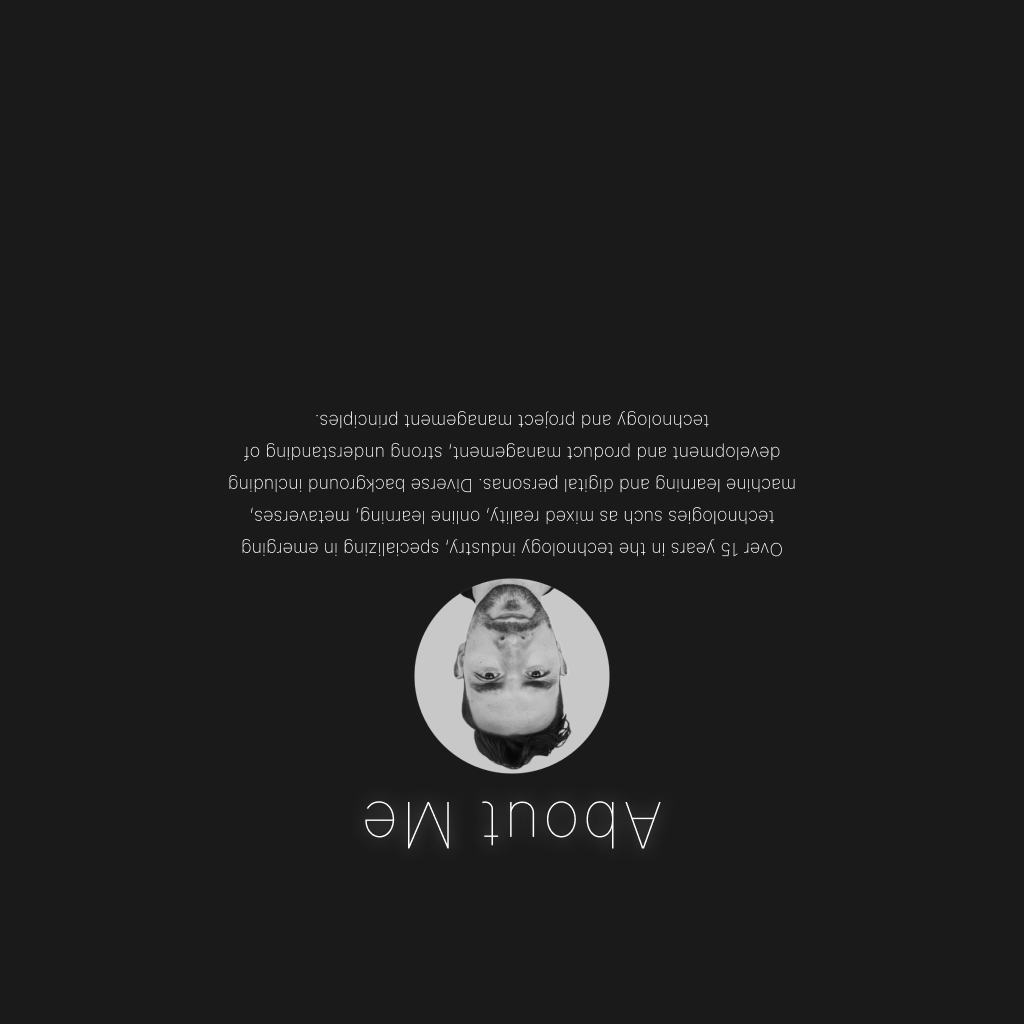 About Me
Over 15 years in the technology industry, specializing in emerging
technologies such as mixed reality, online learning, metaverses,
machine learning and digital personas. Diverse background including
development and product management, strong understanding of
technology and project management principles.